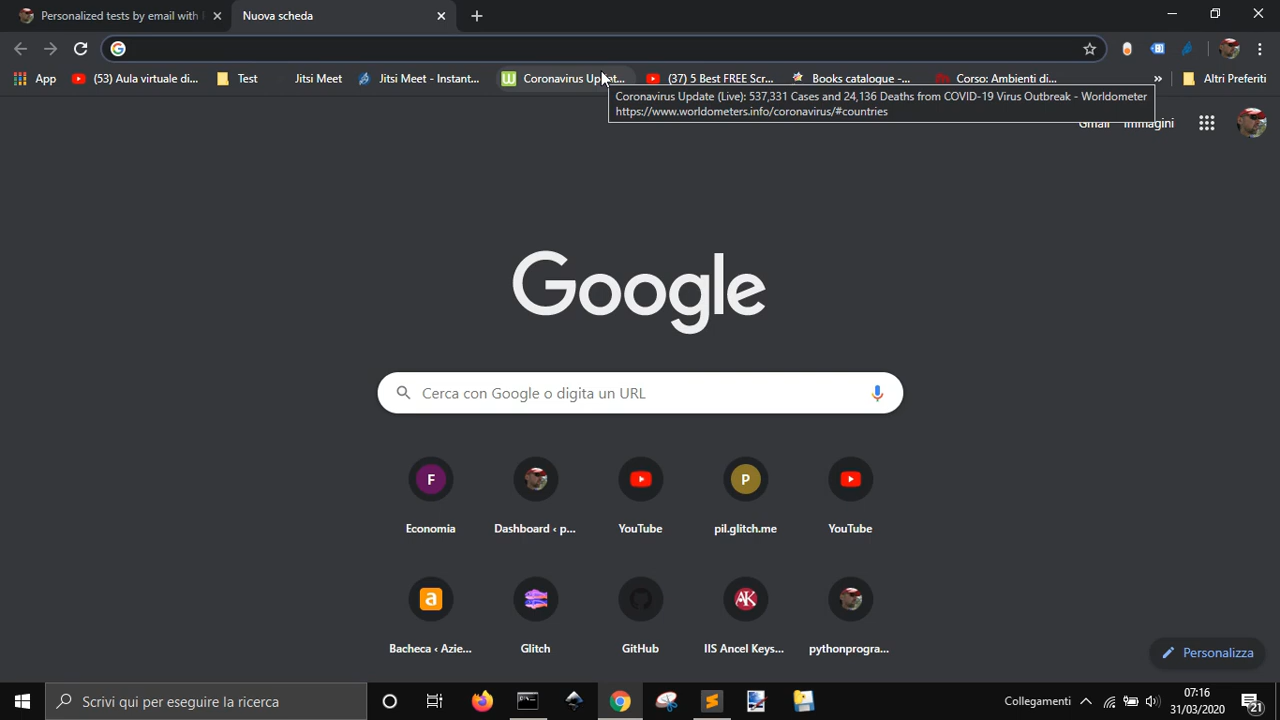 Personalized tests by email with
Nuova scheda
App
(53) Aula virtuale di...
Test
Jitsi Meet
Jitsi Meet - Instant...
Coronavirus
(37) 5 Best FREE Scr...
Books catalogue -...
Corso: Ambienti di...
»
Altri Preferiti
Coronavirus Update (Live): 537,331 Cases and 24,136 Deaths from COVID-19 Virus Outbreak - Worldometer
https://www.worldometers.info/coronavirus/#countries
Gmail
Immagini
Google
Cerca con Google o digita un URL
F
P
Economia
Dashboard ‹ p...
YouTube
pil.glitch.me
YouTube
a
AK
Bacheca ‹ Azie...
Glitch
GitHub
IIS Ancel Keys...
pythonprogra...
Personalizza
Scrivi qui per eseguire la ricerca
Collegamenti
07:16
31/03/2020
21